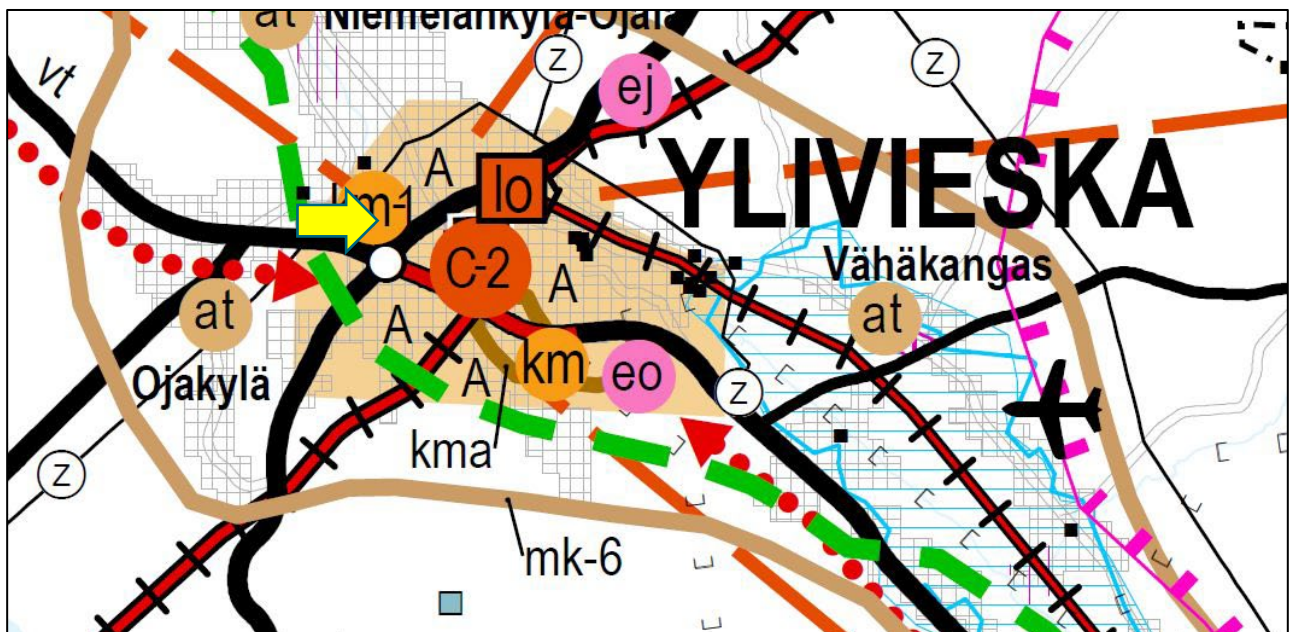 at
Niemelänkylä-Ojala
vt
z
z
ej
YLIVIESKA
A
lo
km-1
C-2
A
Vähäkangas
at
at
A
Ojakylä
km
eo
A
z
kma
z
mk-6